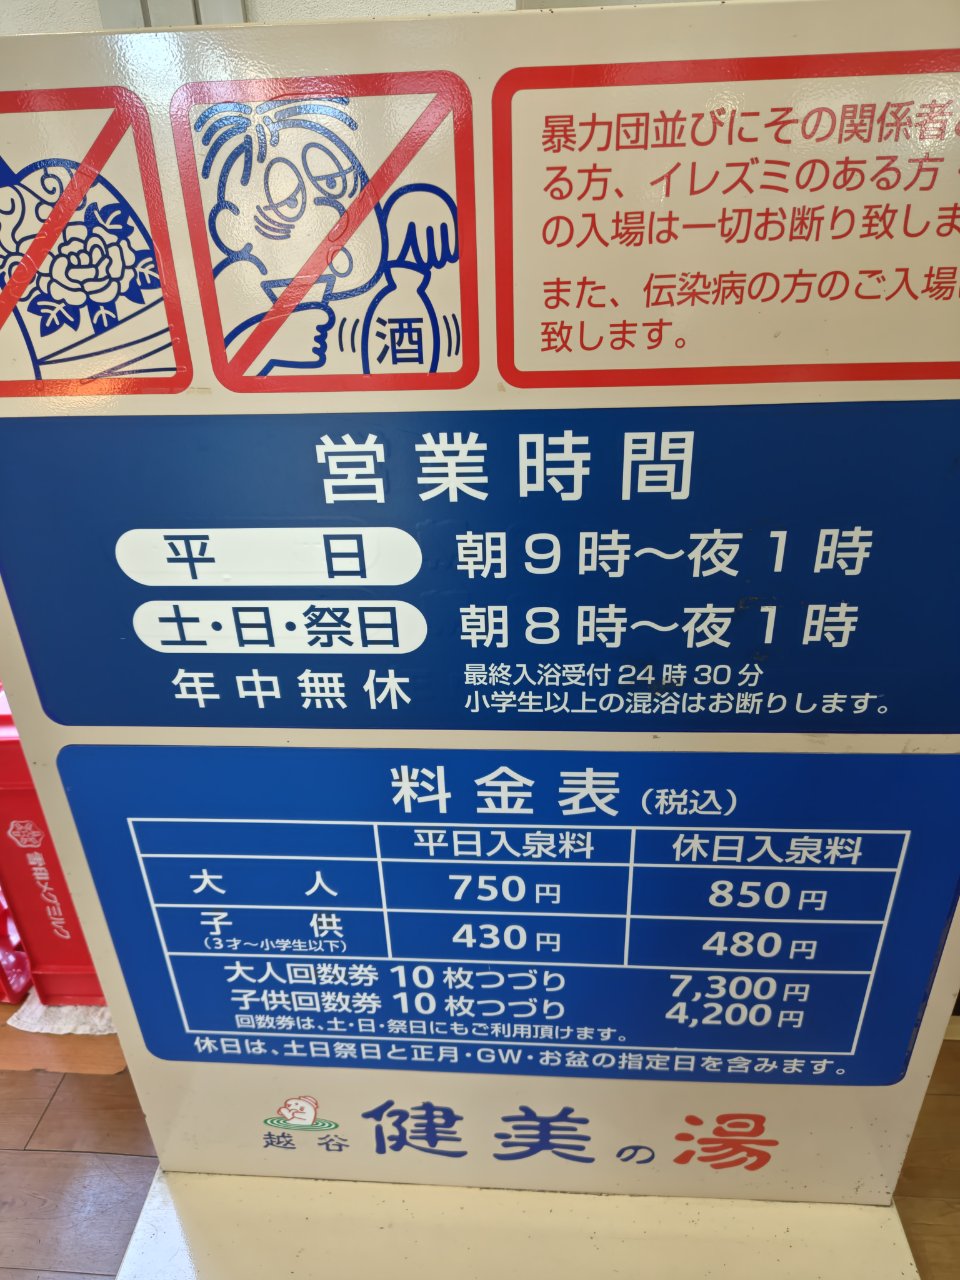 暴力団並びにその関係者
る方、イレズミのある方・
の入場は一切お断り致しま
また、伝染病の方のご入場
致します。
酒
営業時間
平日 朝9時〜夜1時
土・日・祭日 朝8時〜夜1時
年中無休 最終入浴受付24時30分
小学生以上の混浴はお断りします。
料金表(税込)
平日入泉料 休日入泉料
大人 750円 850円
子供 430円 480円
(3才〜小学生以下)
大人回数券 10枚つづり 7,300円
子供回数券 10枚つづり 4,200円
回数券は、土・日・祭日にもご利用頂けます。
休日は、土日祭日と正月・GW・お盆の指定日を含みます。
越谷 健美の湯
雪印メグミルク